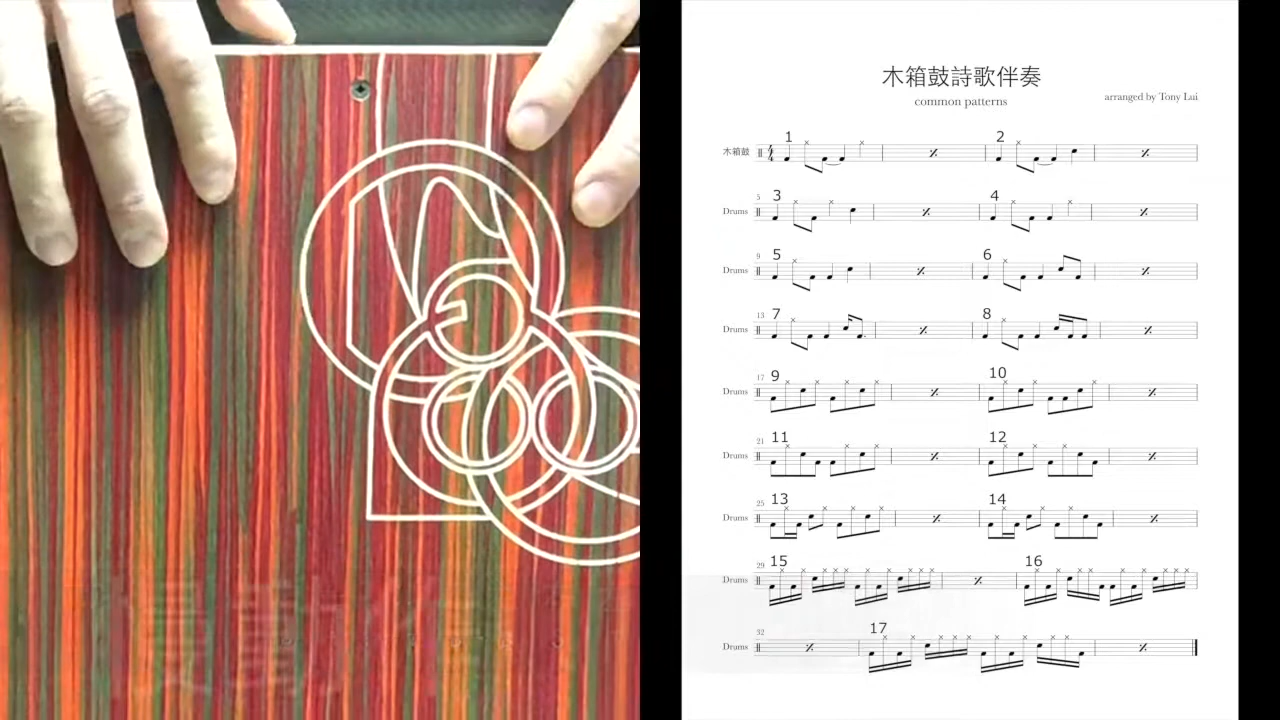 木箱鼓詩歌伴奏
common patterns
arranged by Tony Lui
1 2
木箱鼓
5 3 4
Drums
9 5 6
Drums
13 7 8
Drums
17 9 10
Drums
21 11 12
Drums
25 13 14
Drums
29 15 16
Drums
32 17
Drums